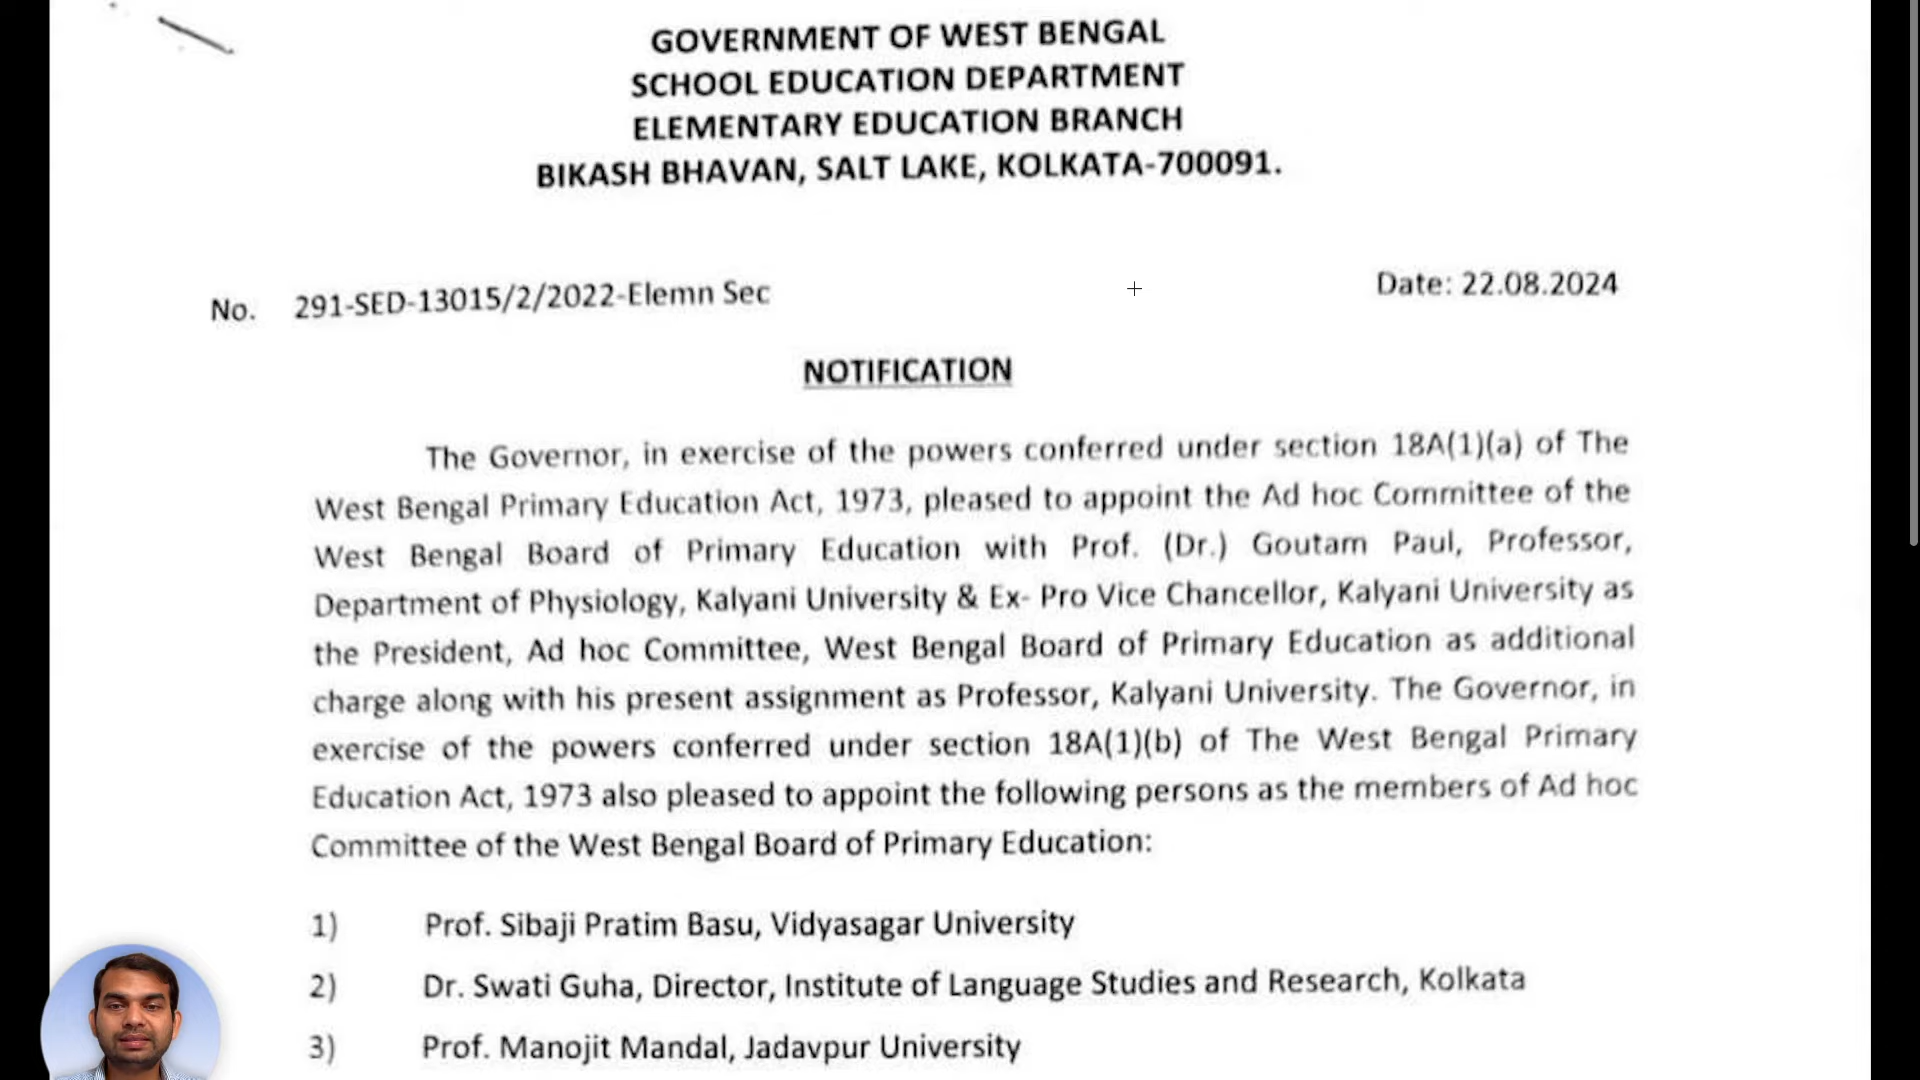 GOVERNMENT OF WEST BENGAL
SCHOOL EDUCATION DEPARTMENT
ELEMENTARY EDUCATION BRANCH
BIKASH BHAVAN, SALT LAKE, KOLKATA-700091.
No. 291-SED-13015/2/2022-Elemn Sec
Date: 22.08.2024
NOTIFICATION
The Governor, in exercise of the powers conferred under section 18A(1)(a) of The
West Bengal Primary Education Act, 1973, pleased to appoint the Ad hoc Committee of the
West Bengal Board of Primary Education with Prof. (Dr.) Goutam Paul, Professor,
Department of Physiology, Kalyani University & Ex- Pro Vice Chancellor, Kalyani University as
the President, Ad hoc Committee, West Bengal Board of Primary Education as additional
charge along with his present assignment as Professor, Kalyani University. The Governor, in
exercise of the powers conferred under section 18A(1)(b) of The West Bengal Primary
Education Act, 1973 also pleased to appoint the following persons as the members of Ad hoc
Committee of the West Bengal Board of Primary Education:
1) Prof. Sibaji Pratim Basu, Vidyasagar University
2) Dr. Swati Guha, Director, Institute of Language Studies and Research, Kolkata
3) Prof. Manojit Mandal, Jadavpur University